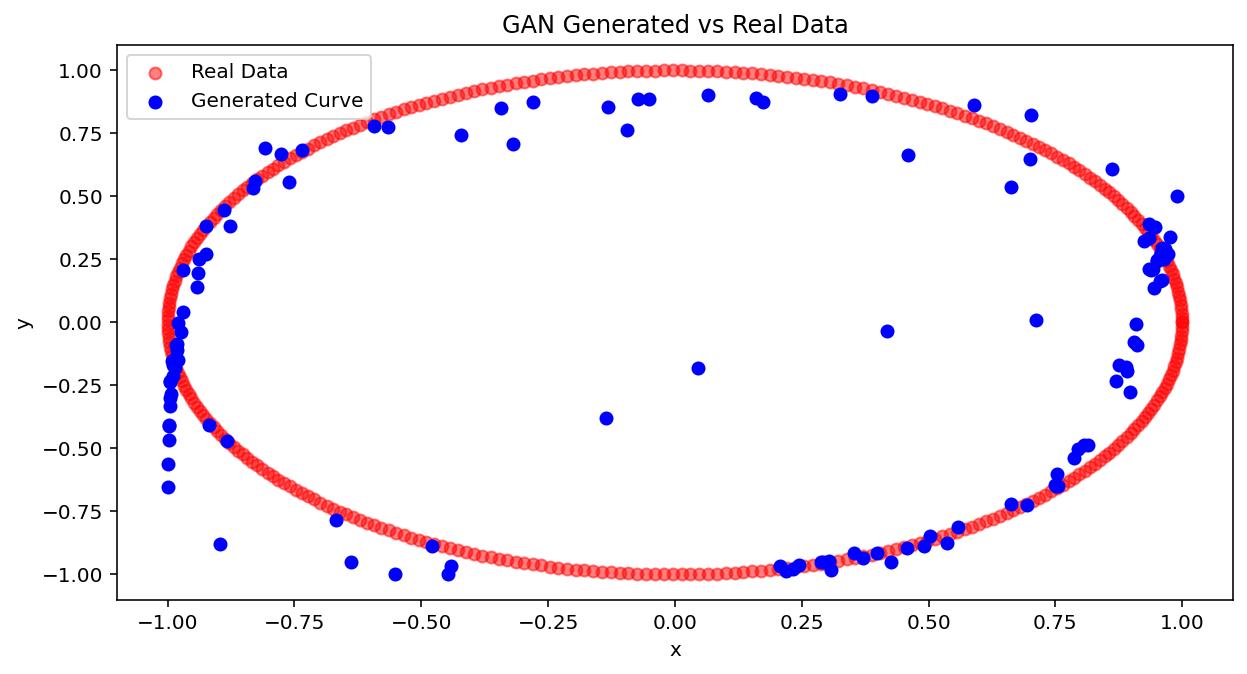 GAN Generated vs Real Data
Real Data
Generated Curve
1.00
0.75
0.50
0.25
0.00
−0.25
−0.50
−0.75
−1.00
y
−1.00 −0.75 −0.50 −0.25 0.00 0.25 0.50 0.75 1.00
x